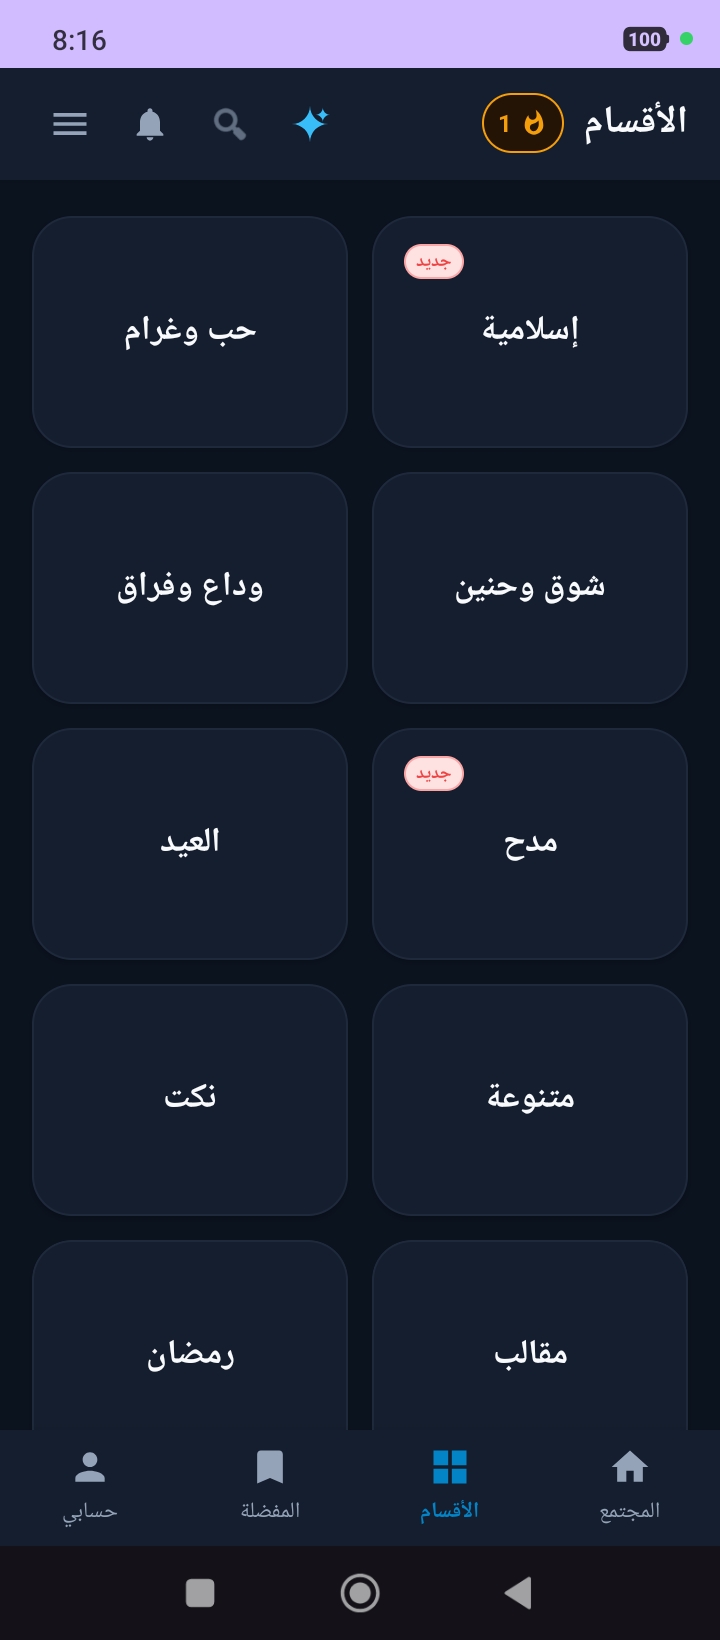 8:16
100
الأقسام
1
جديد
إسلامية
حب وغرام
شوق وحنين
وداع وفراق
جديد
مدح
العيد
متنوعة
نكت
مقالب
رمضان
المجتمع
الأقسام
المفضلة
حسابي